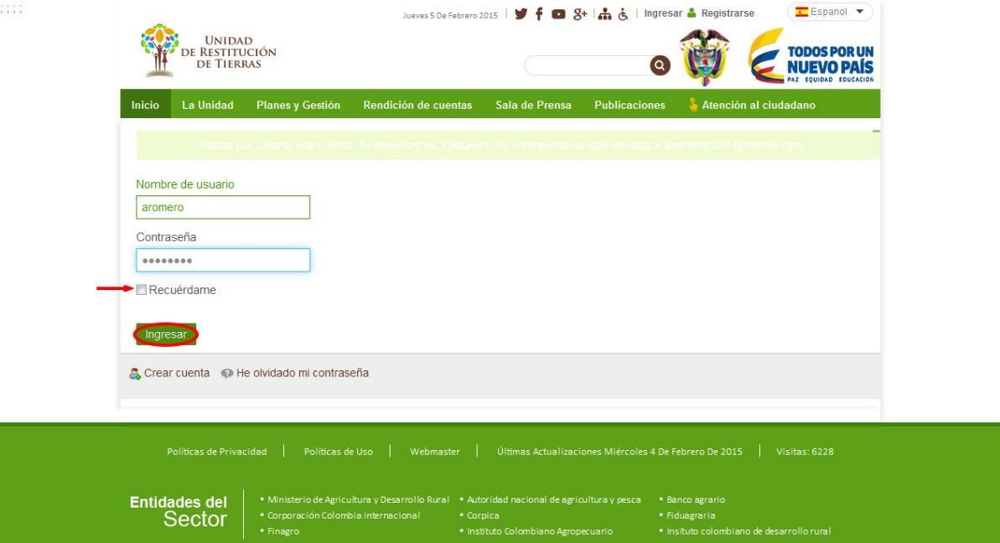 Jueves 5 De Febrero 2015 Ingresar Registrarse Espanol
UNIDAD
DE RESTITUCIÓN
DE TIERRAS
TODOS POR UN
NUEVO PAÍS
PAZ EQUIDAD EDUCACIÓN
Inicio La Unidad Planes y Gestión Rendición de cuentas Sala de Prensa Publicaciones Atención al ciudadano
Gracias por crearte una cuenta. Tu password es YjR3Jor3. Su contraseña ha sido enviada a alexromero01@hotmail.com.
Nombre de usuario
aromero
Contraseña
••••••••
Recuérdame
Ingresar
Crear cuenta He olvidado mi contraseña
Políticas de Privacidad Políticas de Uso Webmaster Últimas Actualizaciones Miércoles 4 De Febrero De 2015 Visitas: 6228
Entidades del
Sector
• Ministerio de Agricultura y Desarrollo Rural • Autoridad nacional de agricultura y pesca • Banco agrario
• Corporación Colombia internacional • Corpica • Fiduagraria
• Finagro • Instituto Colombiano Agropecuario • Insituto colombiano de desarrollo rural